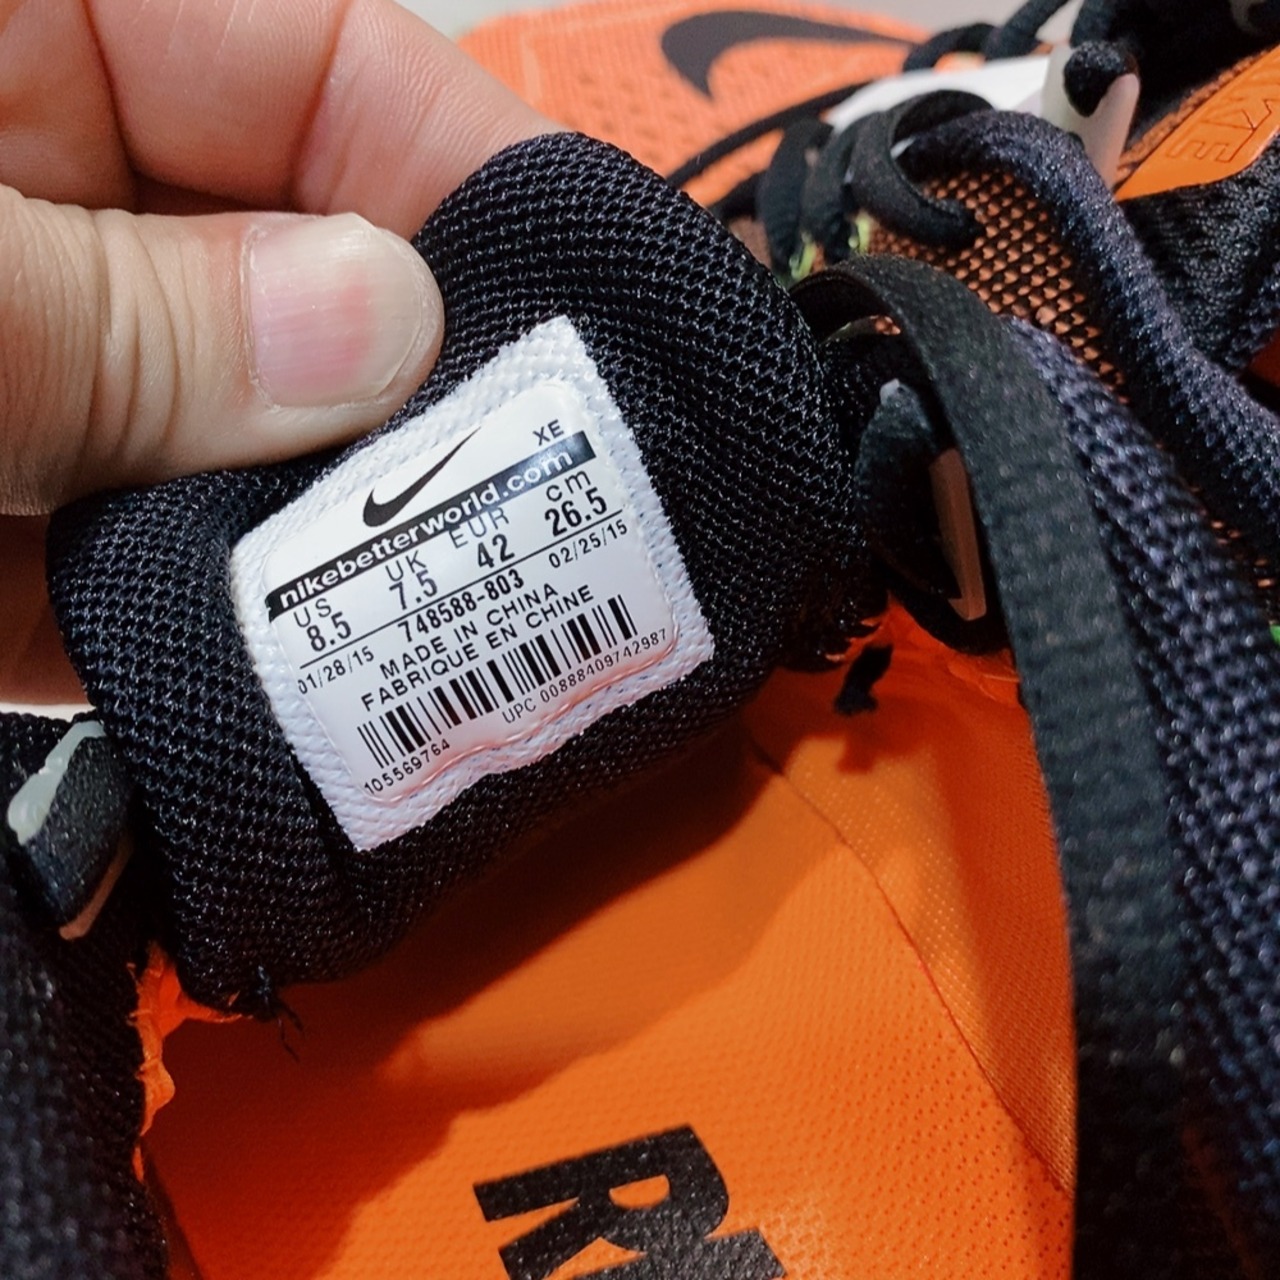 XE
nikebetterworld.com
US UK EUR cm
8.5 7.5 42 26.5
01/28/15 748588-803 02/25/15
MADE IN CHINA
FABRIQUE EN CHINE
105569764 UPC 00888409742987
NIKE